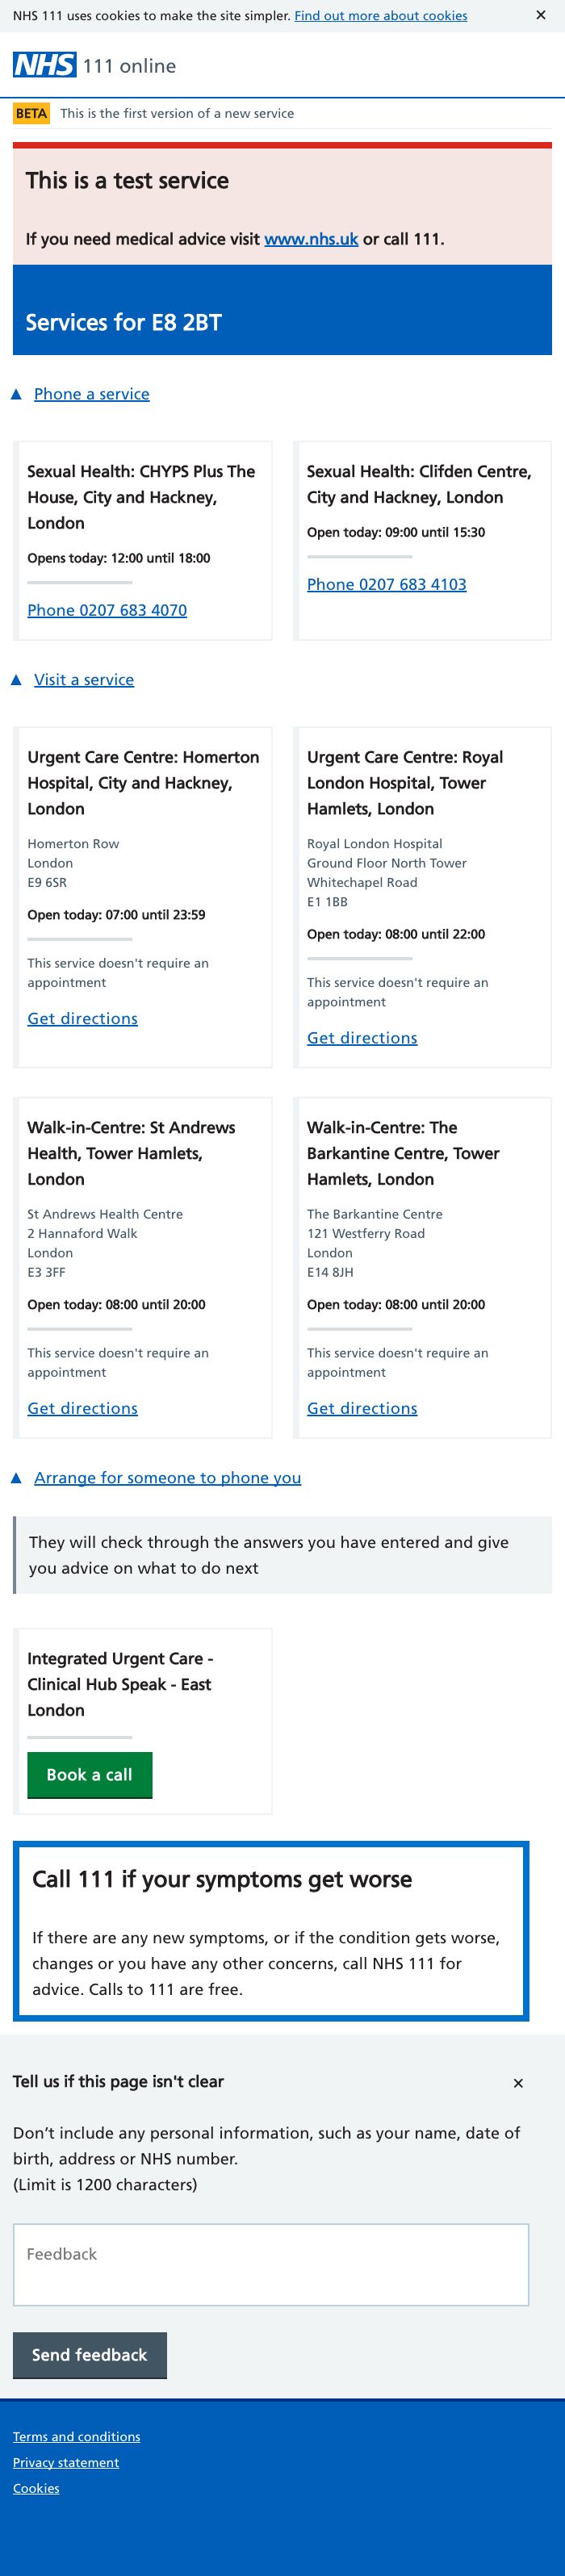 NHS 111 uses cookies to make the site simpler. Find out more about cookies ✕
NHS 111 online
BETA This is the first version of a new service
This is a test service
If you need medical advice visit www.nhs.uk or call 111.
Services for E8 2BT
▲ Phone a service
Sexual Health: CHYPS Plus The
House, City and Hackney,
London
Opens today: 12:00 until 18:00
Phone 0207 683 4070
Sexual Health: Clifden Centre,
City and Hackney, London
Open today: 09:00 until 15:30
Phone 0207 683 4103
▲ Visit a service
Urgent Care Centre: Homerton
Hospital, City and Hackney,
London
Homerton Row
London
E9 6SR
Open today: 07:00 until 23:59
This service doesn't require an
appointment
Get directions
Urgent Care Centre: Royal
London Hospital, Tower
Hamlets, London
Royal London Hospital
Ground Floor North Tower
Whitechapel Road
E1 1BB
Open today: 08:00 until 22:00
This service doesn't require an
appointment
Get directions
Walk-in-Centre: St Andrews
Health, Tower Hamlets,
London
St Andrews Health Centre
2 Hannaford Walk
London
E3 3FF
Open today: 08:00 until 20:00
This service doesn't require an
appointment
Get directions
Walk-in-Centre: The
Barkantine Centre, Tower
Hamlets, London
The Barkantine Centre
121 Westferry Road
London
E14 8JH
Open today: 08:00 until 20:00
This service doesn't require an
appointment
Get directions
▲ Arrange for someone to phone you
They will check through the answers you have entered and give
you advice on what to do next
Integrated Urgent Care -
Clinical Hub Speak - East
London
Book a call
Call 111 if your symptoms get worse
If there are any new symptoms, or if the condition gets worse,
changes or you have any other concerns, call NHS 111 for
advice. Calls to 111 are free.
Tell us if this page isn't clear ✕
Don’t include any personal information, such as your name, date of
birth, address or NHS number.
(Limit is 1200 characters)
Feedback
Send feedback
Terms and conditions
Privacy statement
Cookies